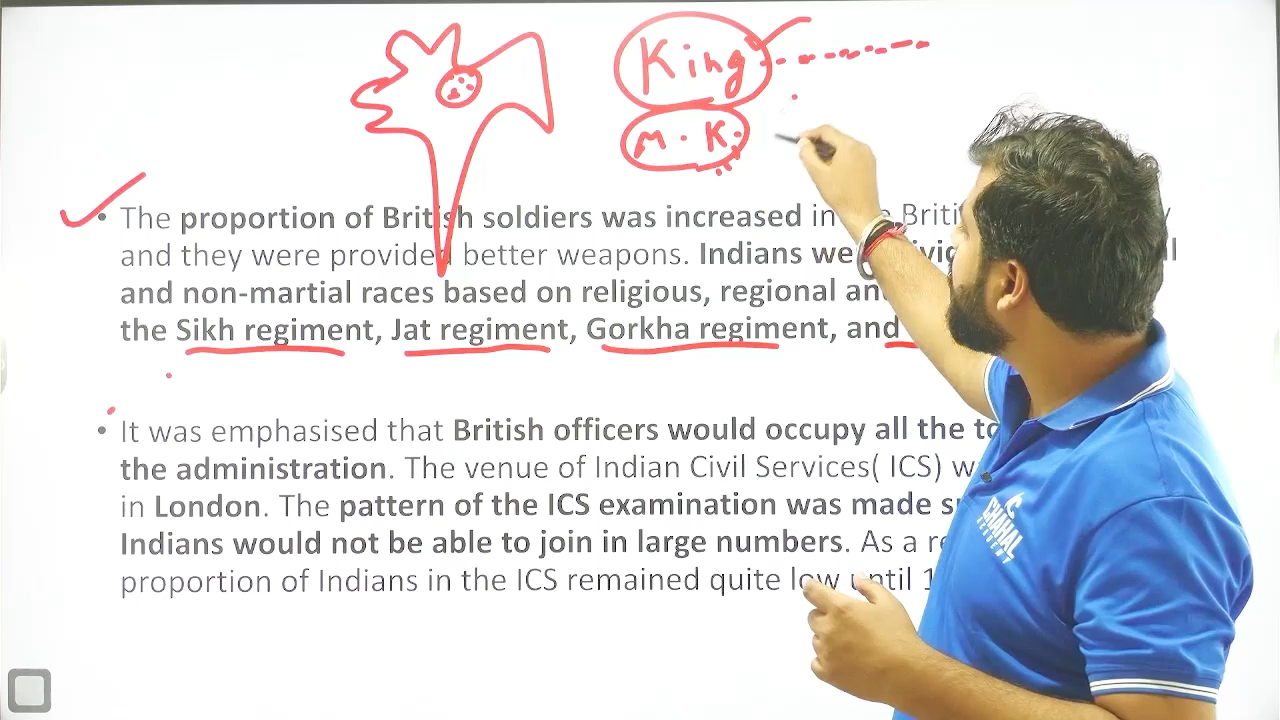 King
M. K.
The proportion of British soldiers was increased in
and they were provided better weapons. Indians
and non-martial races based on religious, regional
the Sikh regiment, Jat regiment, Gorkha regiment, and
It was emphasised that British officers would occupy all the
the administration. The venue of Indian Civil Services( ICS)
in London. The pattern of the ICS examination was made
Indians would not be able to join in large numbers. As a
proportion of Indians in the ICS remained quite low until
CHAHAL
ACADEMY